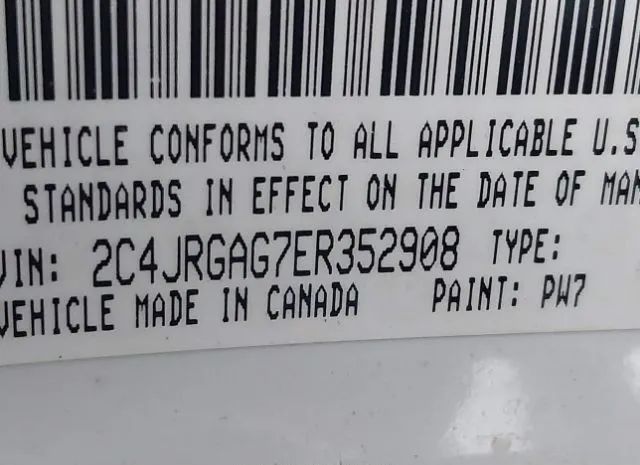 VEHICLE CONFORMS TO ALL APPLICABLE U.S
STANDARDS IN EFFECT ON THE DATE OF MAN
VIN: 2C4JRGAG7ER352908 TYPE:
VEHICLE MADE IN CANADA PAINT: PW7